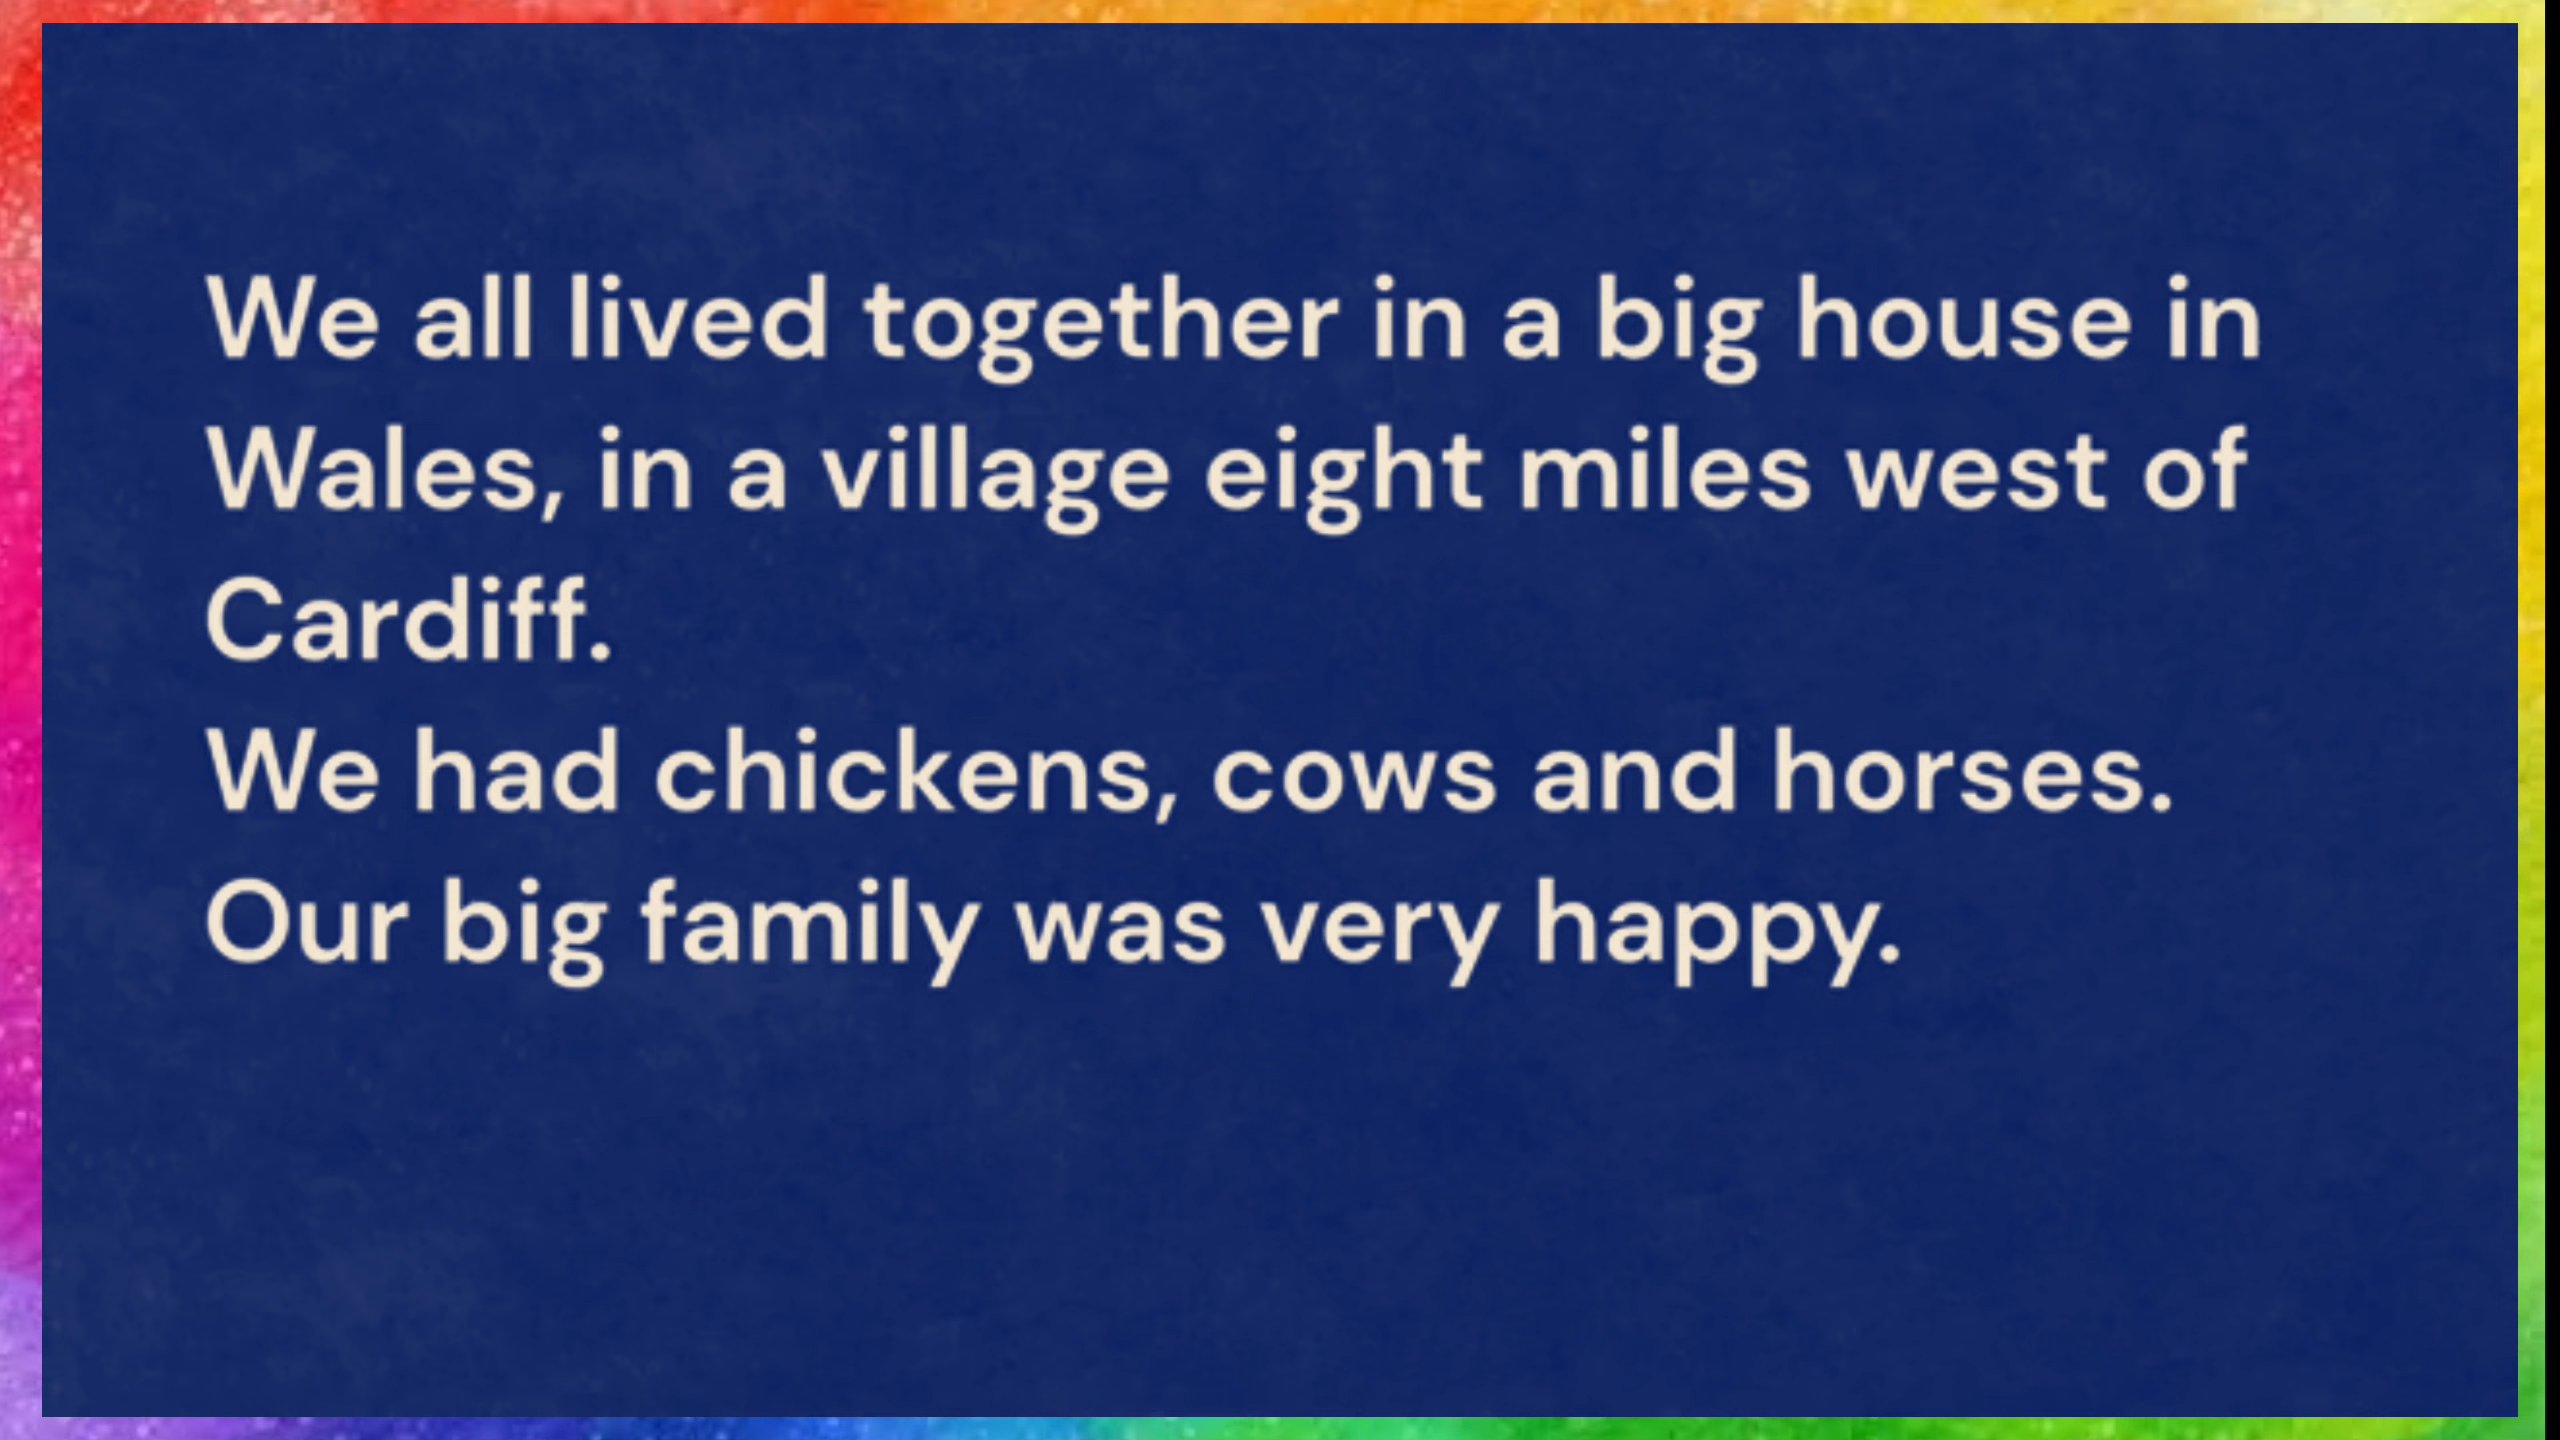 We all lived together in a big house in
Wales, in a village eight miles west of
Cardiff.
We had chickens, cows and horses.
Our big family was very happy.